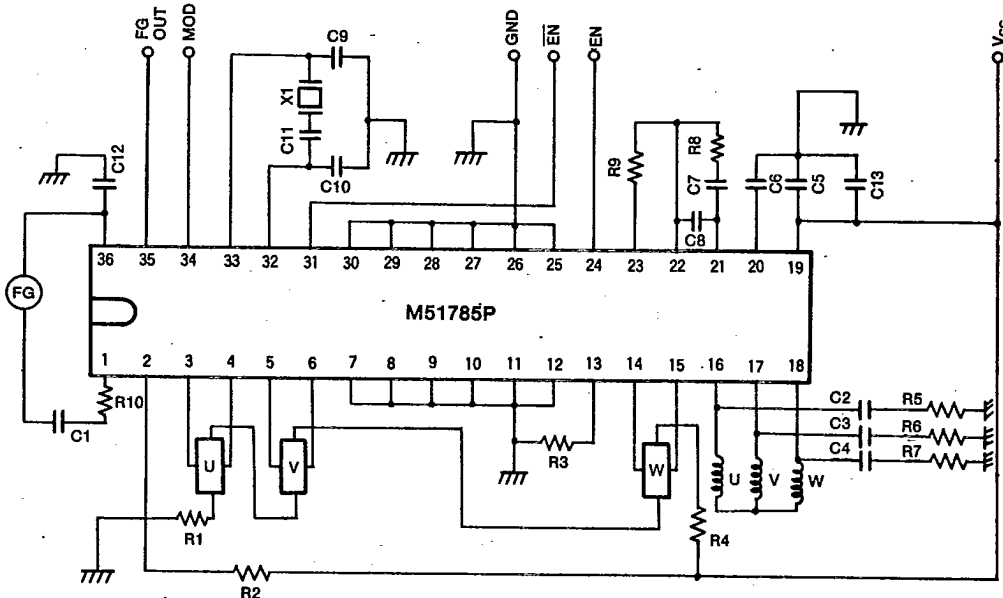 FG OUT
MOD
GND
EN
EN
Vcc
C9
X1
C11
C10
C12
R9
R8
C7
C8
C6
C5
C13
36 35 34 33 32 31 30 29 28 27 26 25 24 23 22 21 20 19
FG
M51785P
1 2 3 4 5 6 7 8 9 10 11 12 13 14 15 16 17 18
R10
C1
C2 R5
C3 R6
C4 R7
U
V
W
R3
U V W
R1
R4
R2